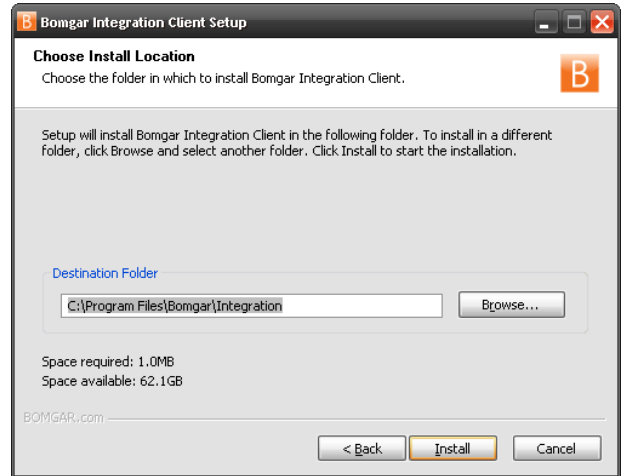 B Bomgar Integration Client Setup
Choose Install Location
Choose the folder in which to install Bomgar Integration Client.
B
Setup will install Bomgar Integration Client in the following folder. To install in a different
folder, click Browse and select another folder. Click Install to start the installation.
Destination Folder
C:\Program Files\Bomgar\Integration
Browse...
Space required: 1.0MB
Space available: 62.1GB
BOMGAR.com
< Back
Install
Cancel